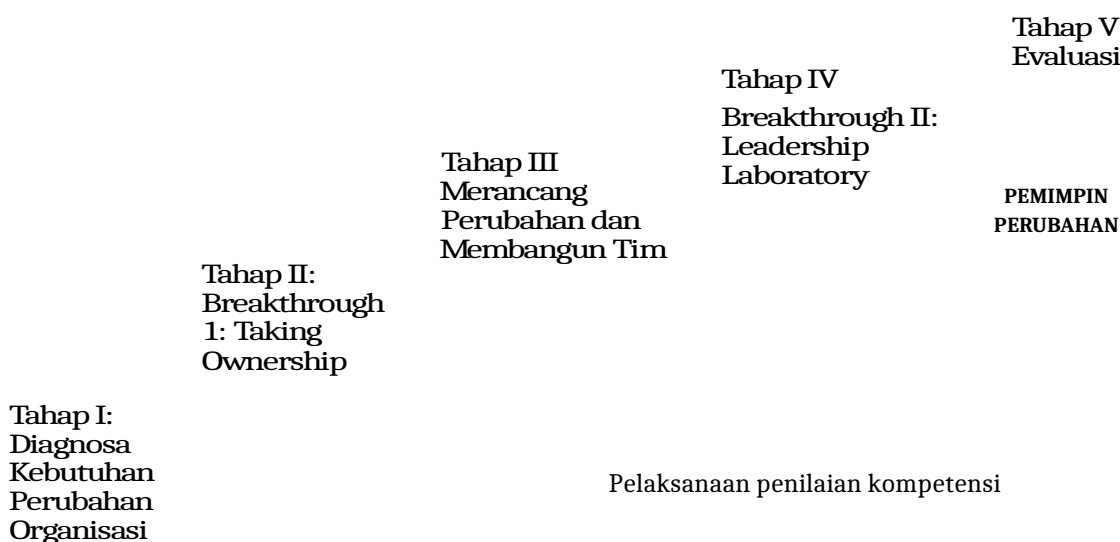 Tahap V
Evaluasi
Tahap IV
Breakthrough II:
Leadership
Laboratory
Tahap III
Merancang
Perubahan dan
Membangun Tim
PEMIMPIN
PERUBAHAN
Tahap II:
Breakthrough
1: Taking
Ownership
Tahap I:
Diagnosa
Kebutuhan
Perubahan
Organisasi
Pelaksanaan penilaian kompetensi